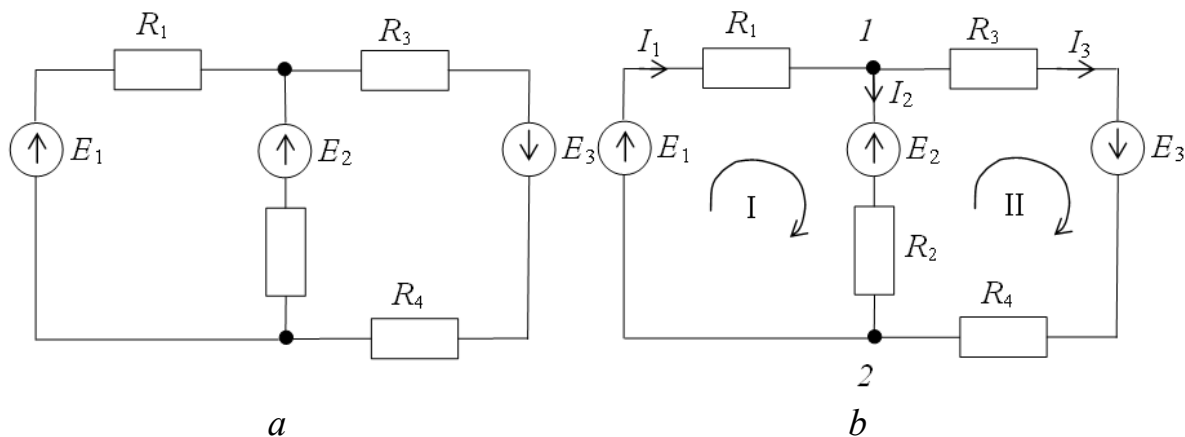 R₁
R₃
E₁
E₂
E₃
R₄
a
I₁
R₁
1
R₃
I₃
I₂
E₁
E₂
E₃
I
II
R₂
R₄
2
b